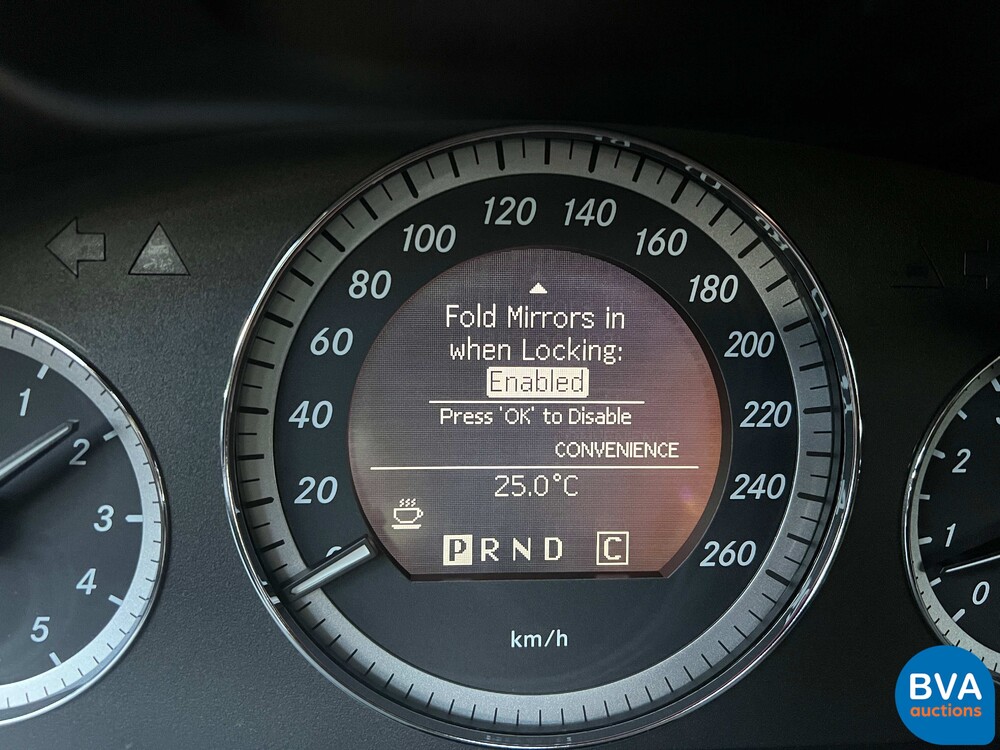 120 140
100 160
80 180
60 200
40 220
20 240
0 260
Fold Mirrors in
when Locking:
Enabled
Press 'OK' to Disable
CONVENIENCE
25.0°C
P R N D C
km/h
1
2
3
4
5
2
1
0
BVA
auctions